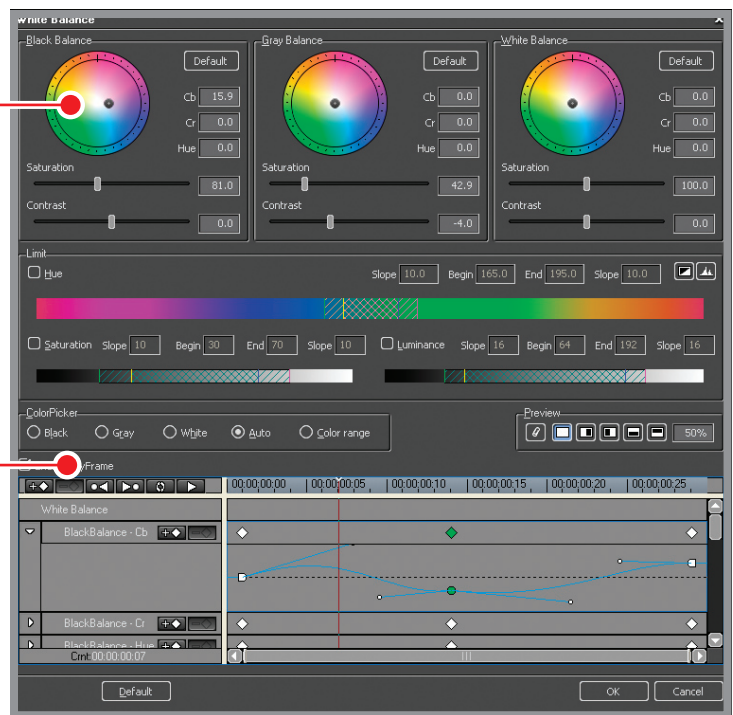 White Balance
Black Balance Gray Balance White Balance
Default Default Default
Cb 15.9 Cb 0.0 Cb 0.0
Cr 0.0 Cr 0.0 Cr 0.0
Hue 0.0 Hue 0.0 Hue 0.0
Saturation Saturation Saturation
81.0 42.9 100.0
Contrast Contrast Contrast
0.0 -4.0 0.0
Limit
Hue Slope 10.0 Begin 165.0 End 195.0 Slope 10.0
Saturation Slope 10 Begin 30 End 70 Slope 10 Luminance Slope 16 Begin 64 End 192 Slope 16
ColorPicker Preview
Black Gray White Auto Color range 50%
Frame
00:00:00:00 00:00:00:05 00:00:00:10 00:00:00:15 00:00:00:20 00:00:00:25
White Balance
BlackBalance - Cb
BlackBalance - Cr
BlackBalance - Hue
Crnt:00:00:00:07
Default OK Cancel